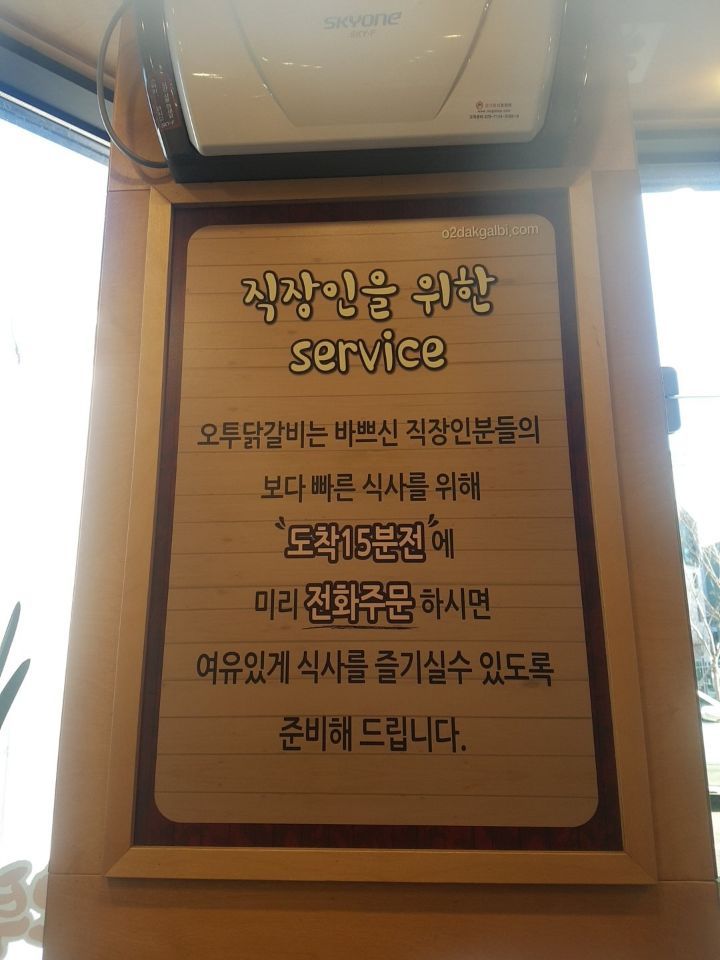 SKYONE
SKY-F
o2dakgalbi.com
직장인을 위한
service
오투닭갈비는 바쁘신 직장인분들의
보다 빠른 식사를 위해
"도착15분전"에
미리 전화주문 하시면
여유있게 식사를 즐기실수 있도록
준비해 드립니다.